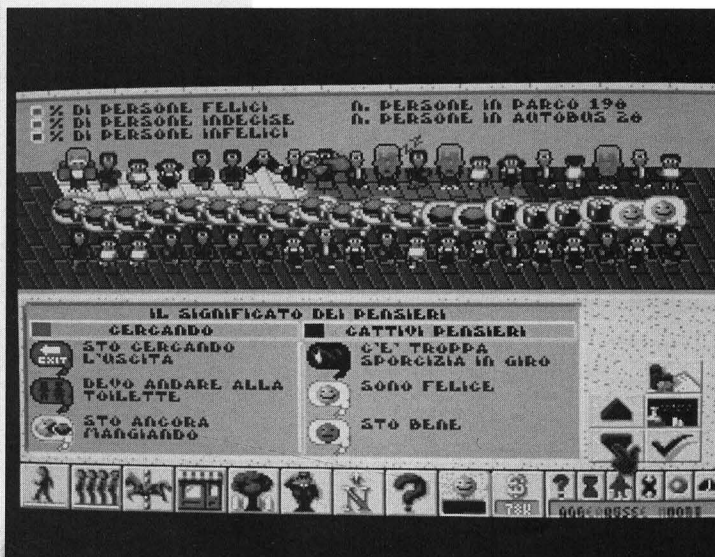 % DI PERSONE FELICI
% DI PERSONE INDECISE
% DI PERSONE INFELICI
N. PERSONE IN PARCO 196
N. PERSONE IN AUTOBUS 26
IL SIGNIFICATO DEI PENSIERI
CERCANDO
CATTIVI PENSIERI
EXIT
STO CERCANDO
L'USCITA
C'E' TROPPA
SPORCIZIA IN GIRO
DEVO ANDARE ALLA
TOILETTE
SONO FELICE
STO ANCORA
MANGIANDO
STO BENE
N
?
?